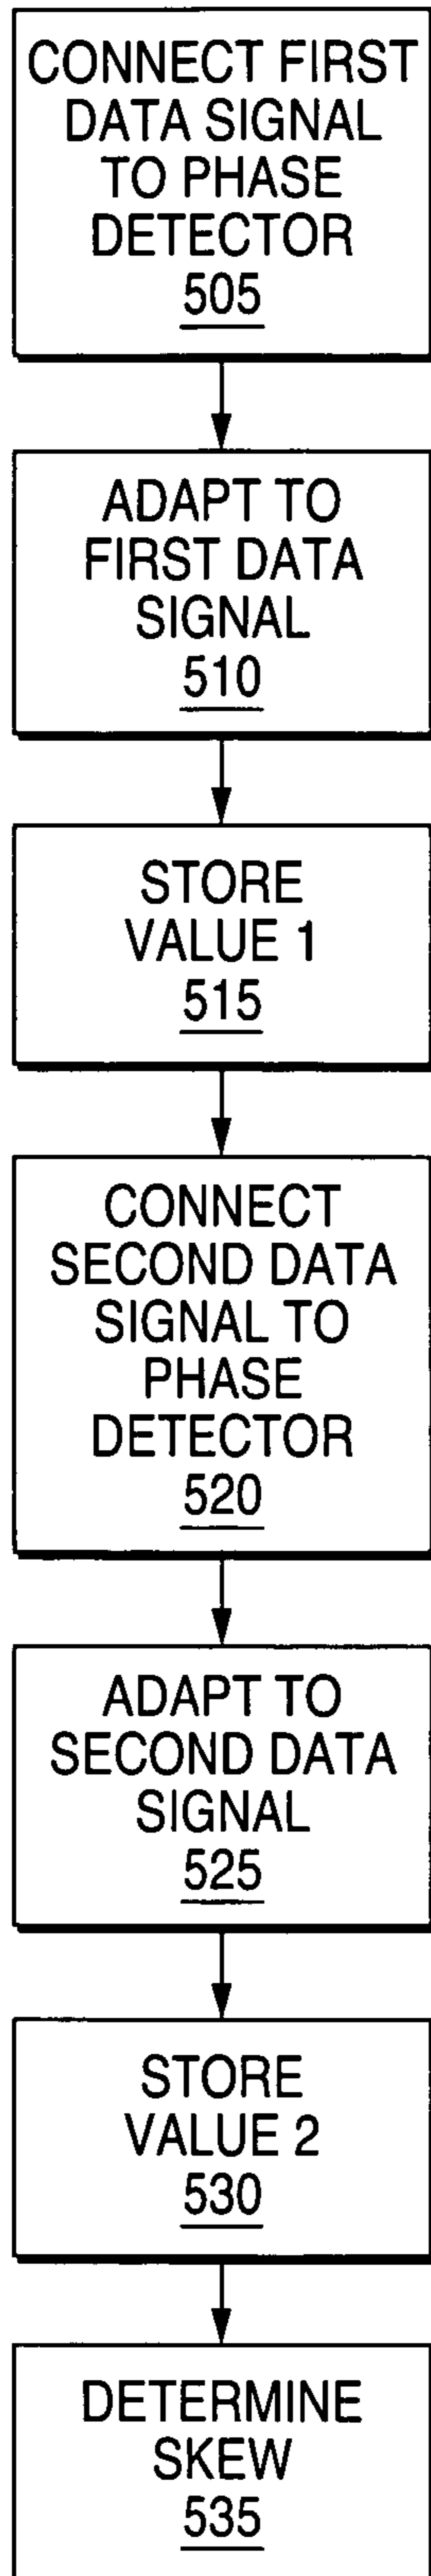 CONNECT FIRST
DATA SIGNAL
TO PHASE
DETECTOR
505
ADAPT TO
FIRST DATA
SIGNAL
510
STORE
VALUE 1
515
CONNECT
SECOND DATA
SIGNAL TO
PHASE
DETECTOR
520
ADAPT TO
SECOND DATA
SIGNAL
525
STORE
VALUE 2
530
DETERMINE
SKEW
535